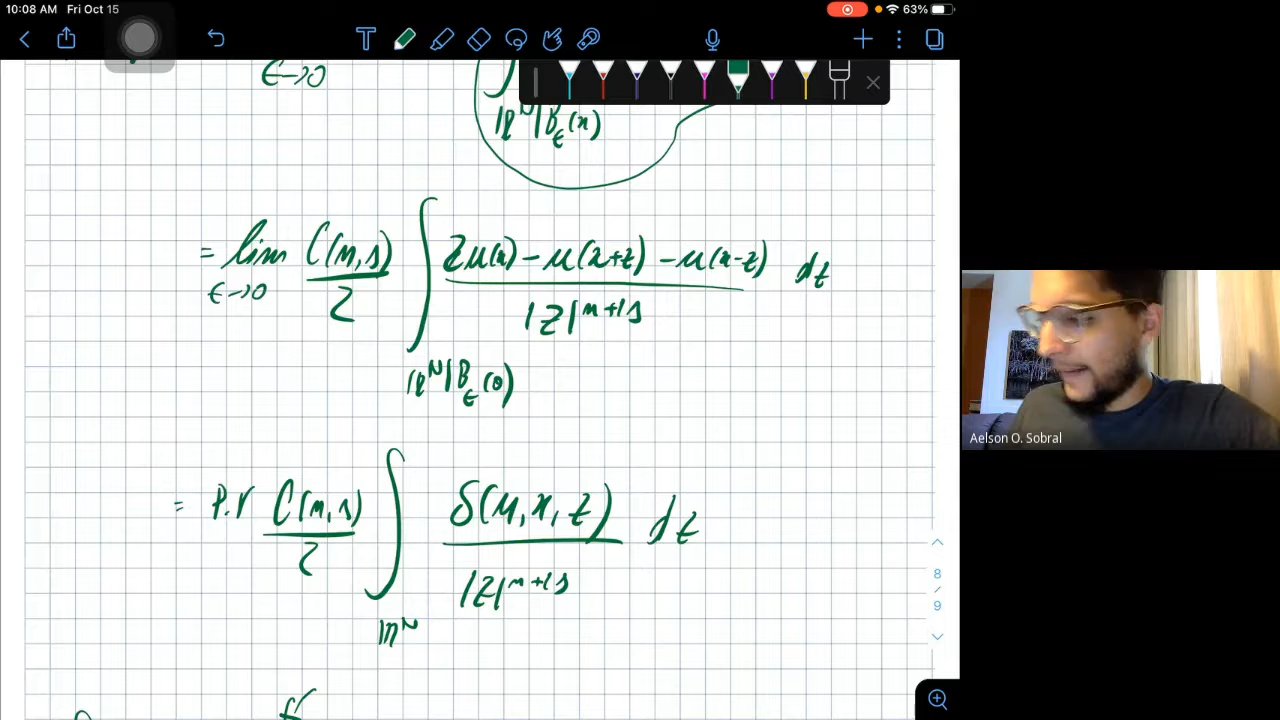 10:08 AM Fri Oct 15
63%
ϵ→0
∫
ℝᴺ\B_ϵ(x)
= lim_{ϵ→0} C(n,s)/2 ∫_{ℝᴺ\B_ϵ(0)} (2u(x) - u(x+z) - u(x-z)) / |z|^{n+2s} dz
= P.V C(n,s)/2 ∫_{ℝᴺ} δ(u,x,z) / |z|^{n+2s} dz
8
/
9
Aelson O. Sobral